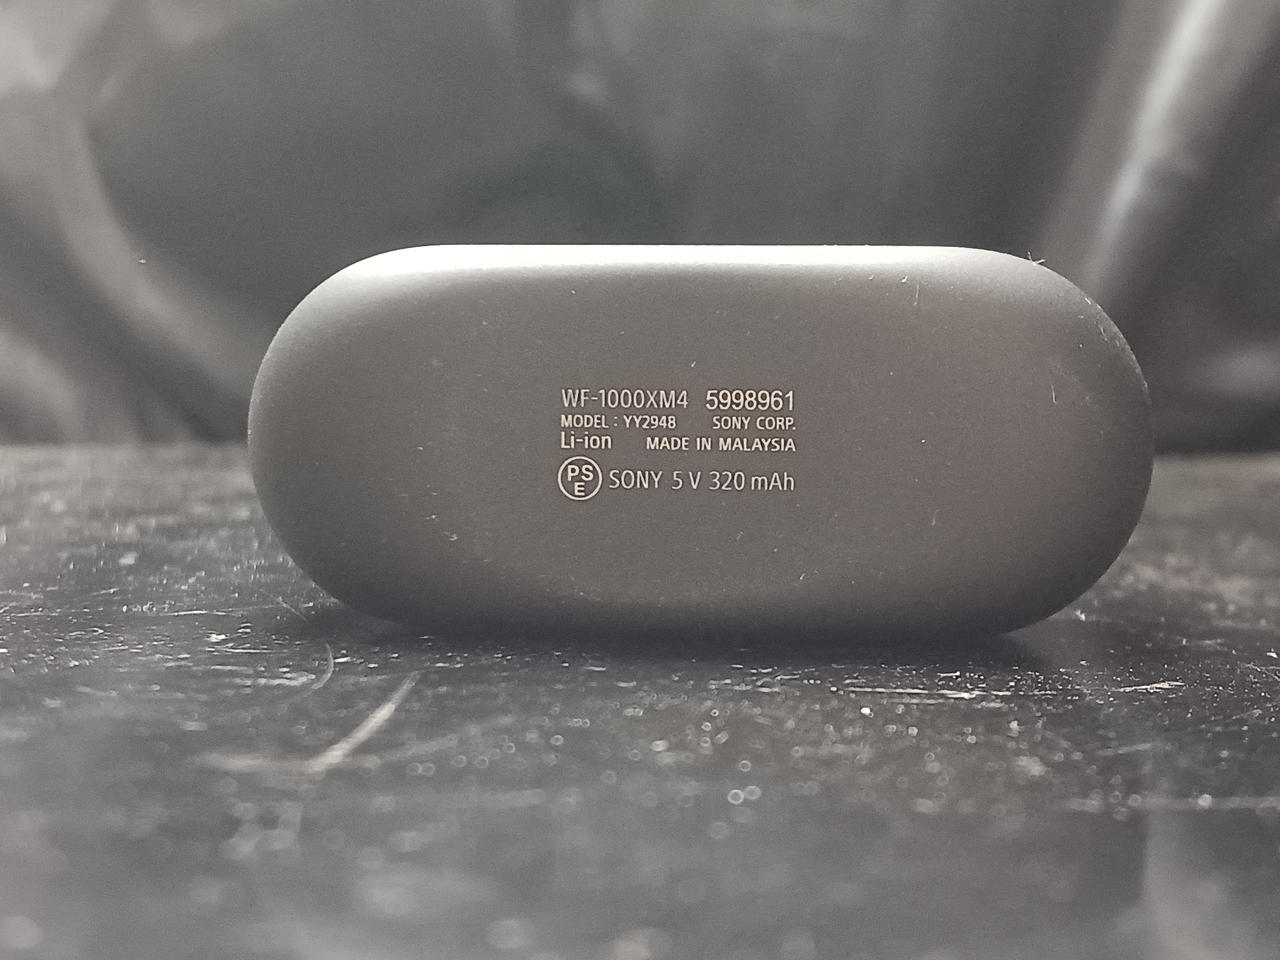 WF-1000XM4 5998961
MODEL : YY2948 SONY CORP.
Li-ion MADE IN MALAYSIA
PS E SONY 5 V 320 mAh